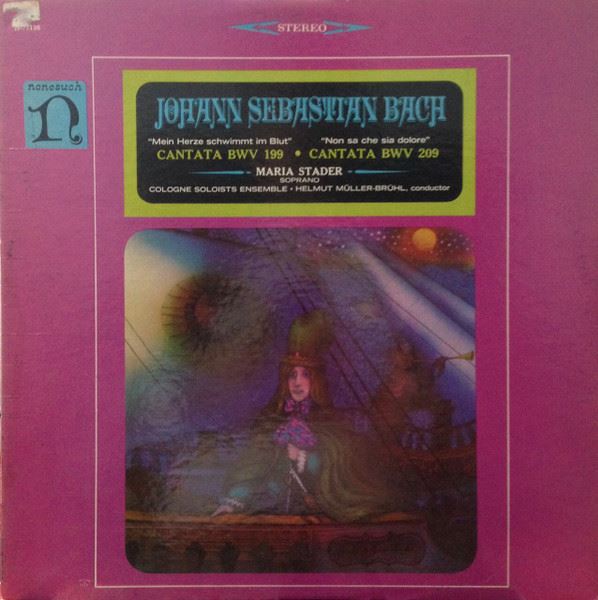 STEREO
nonesuch
n
JOHANN SEBASTIAN BACH
"Mein Herze schwimmt im Blut" "Non sa che sia dolore"
CANTATA BWV 199 • CANTATA BWV 209
MARIA STADER
SOPRANO
COLOGNE SOLOISTS ENSEMBLE • HELMUT MÜLLER-BRÜHL, conductor